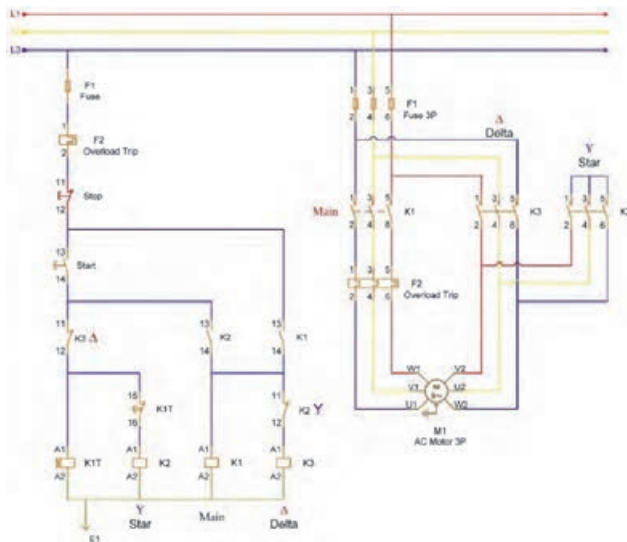 L1
L3
F1
Fuse
1
F2
Overload Trip
2
11
Stop
12
13
Start
14
11
K3 Δ
12
13
K2
14
13
K1
14
15
K1T
16
11
K2 Y
12
A1
K1T
A2
A1
K2
A2
A1
K1
A2
A1
K3
A2
Y
Star
Main
Δ
Delta
1 3 5
F1
Fuse 3P
2 4 6
Δ
Delta
Y
Star
Main
1 3 5
K1
2 4 6
1 3 5
K3
2 4 6
1 3 5
2 4 6
1 3 5
F2
Overload Trip
2 4 6
W1 V2
V1 U2
U1 W2
M1
AC Motor 3P